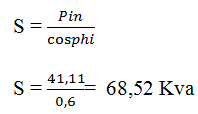 S = Pin/cosphi
S = 41,11/0,6 = 68,52 Kva